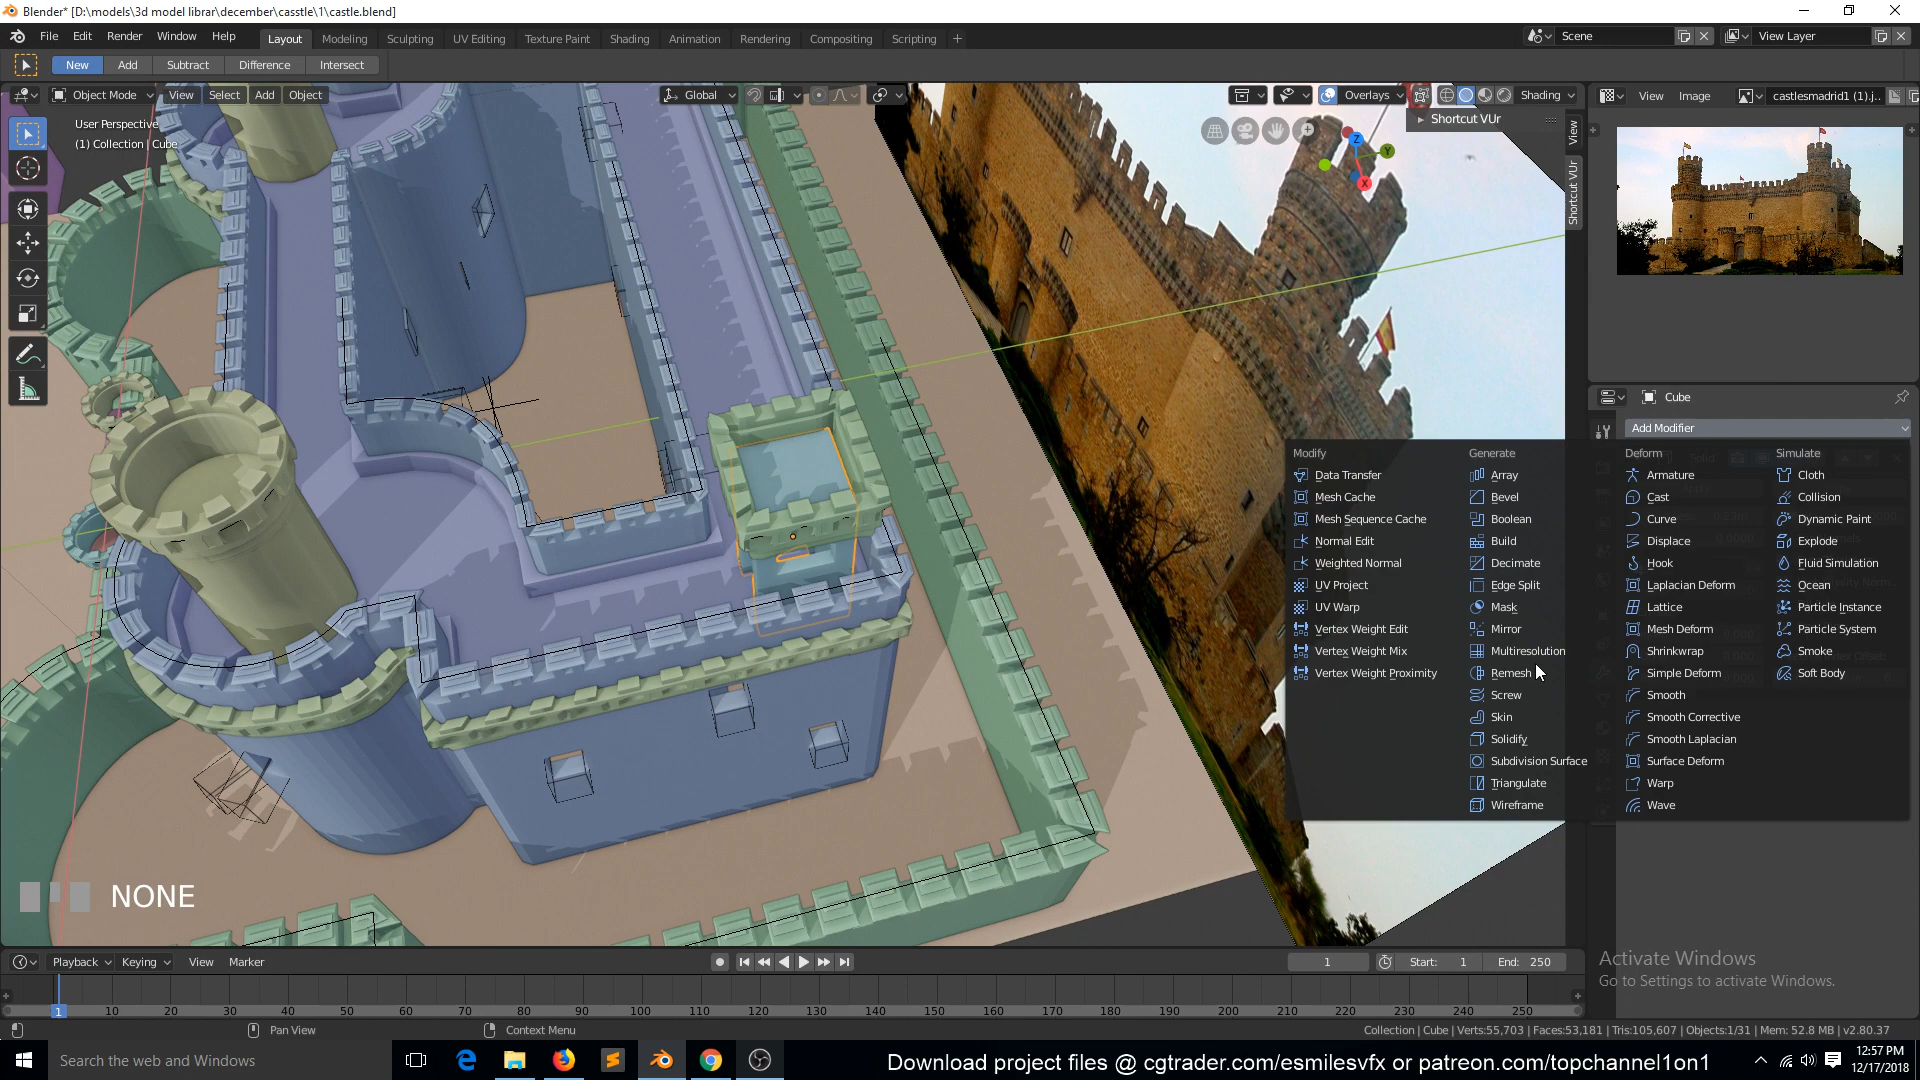 Blender* [D:\models\3d model librar\december\casstle\1\castle.blend]
File Edit Render Window Help Layout Modeling Sculpting UV Editing Texture Paint Shading Animation Rendering Compositing Scripting + Scene View Layer
New Add Subtract Difference Intersect
Object Mode View Select Add Object Global Overlays Shading View Image castlesmadrid1 (1).j..
User Perspective
(1) Collection | Cube
Shortcut VUr
View
Shortcut VUr
Z
Y
X
Cube
Add Modifier
Modify
Data Transfer
Mesh Cache
Mesh Sequence Cache
Normal Edit
Weighted Normal
UV Project
UV Warp
Vertex Weight Edit
Vertex Weight Mix
Vertex Weight Proximity
Generate
Array
Bevel
Boolean
Build
Decimate
Edge Split
Mask
Mirror
Multiresolution
Remesh
Screw
Skin
Solidify
Subdivision Surface
Triangulate
Wireframe
Deform
Armature
Cast
Curve
Displace
Hook
Laplacian Deform
Lattice
Mesh Deform
Shrinkwrap
Simple Deform
Smooth
Smooth Corrective
Smooth Laplacian
Surface Deform
Warp
Wave
Simulate
Cloth
Collision
Dynamic Paint
Explode
Fluid Simulation
Ocean
Particle Instance
Particle System
Smoke
Soft Body
NONE
Activate Windows
Go to Settings to activate Windows.
Playback Keying View Marker 1 Start: 1 End: 250
1 10 20 30 40 50 60 70 80 90 100 110 120 130 140 150 160 170 180 190 200 210 220 230 240 250
Pan View Context Menu Collection | Cube | Verts:55,703 | Faces:53,181 | Tris:105,607 | Objects:1/31 | Mem: 52.8 MB | v2.80.37
Search the web and Windows
Download project files @ cgtrader.com/esmilesvfx or patreon.com/topchannel1on1
12:57 PM
12/17/2018